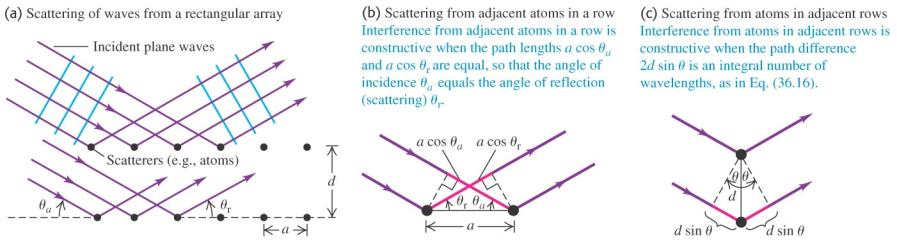 (a) Scattering of waves from a rectangular array
Incident plane waves
Scatterers (e.g., atoms)
θₐ
θᵣ
d
a
(b) Scattering from adjacent atoms in a row
Interference from adjacent atoms in a row is
constructive when the path lengths a cos θₐ
and a cos θᵣ are equal, so that the angle of
incidence θₐ equals the angle of reflection
(scattering) θᵣ.
a cos θₐ a cos θᵣ
θᵣ θₐ
a
(c) Scattering from atoms in adjacent rows
Interference from atoms in adjacent rows is
constructive when the path difference
2d sin θ is an integral number of
wavelengths, as in Eq. (36.16).
θ θ
d
d sin θ d sin θ